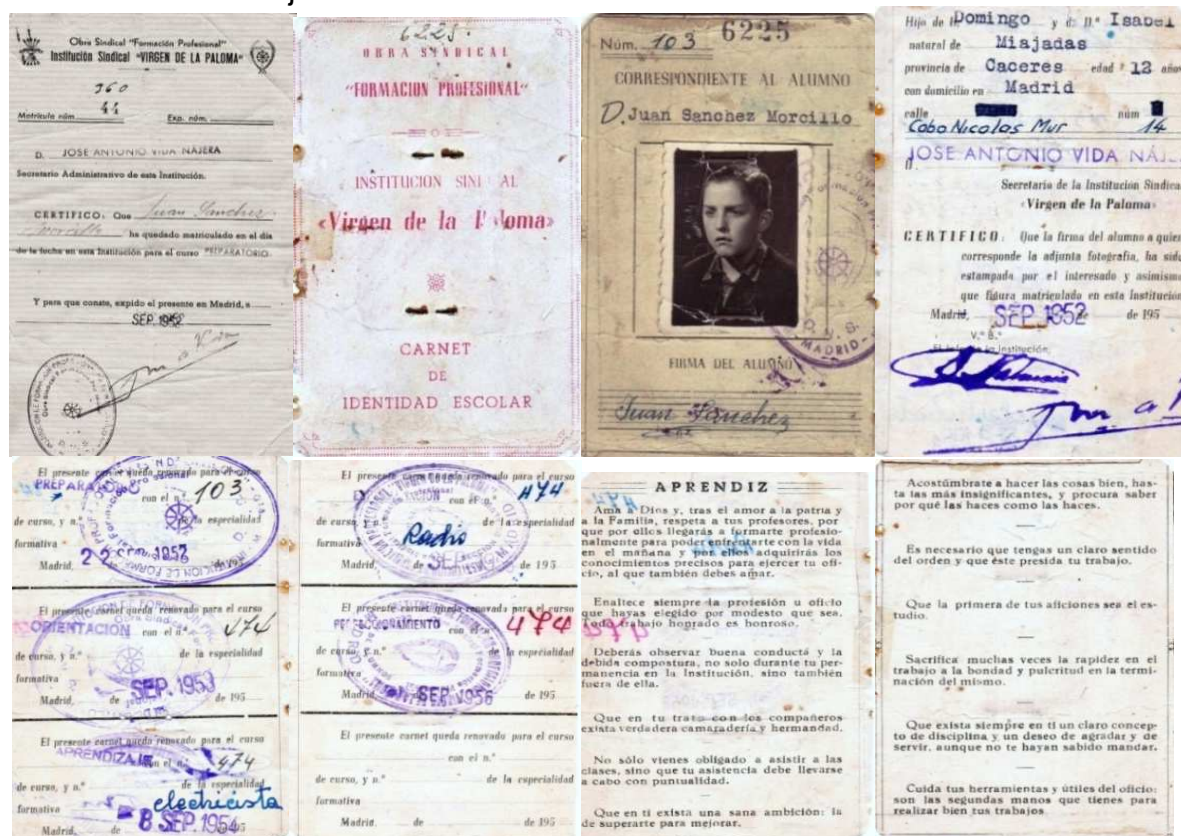 Obra Sindical "Formación Profesional"
Institución Sindical «VIRGEN DE LA PALOMA»
360
44
Matrícula núm.
Exp. núm.
D. JOSE ANTONIO VIDA NAJERA
Secretario Administrativo de esta Institución.
CERTIFICO: Que Juan Sanchez
Morcillo ha quedado matriculado en el día
de la fecha en esta Institución para el curso PREPARATORIO
Y para que conste, expido el presente en Madrid, a
SEP. 1952
6225
OBRA SINDICAL
"FORMACION PROFESIONAL"
INSTITUCION SINDICAL
«Virgen de la Paloma»
CARNET
DE
IDENTIDAD ESCOLAR
Núm. 103 6225
CORRESPONDIENTE AL ALUMNO
D. Juan Sanchez Morcillo
MADRID
FIRMA DEL ALUMNO
Juan Sanchez
Hijo de D. Domingo y de D.ª Isabel
natural de Miajadas
provincia de Caceres edad 12 años
con domicilio en Madrid
calle núm
Cobo Nicolas Mur 14
JOSE ANTONIO VIDA NÁJE
Secretario de la Institución Sindica
«Virgen de la Paloma»
CERTIFICO: Que la firma del alumno a quien
corresponde la adjunta fotografía, ha sido
estampada por el interesado y asimismo
que figura matriculado en esta Institución
Madrid, SEP. 1952 de 195
V.º B.º
El Jefe de la Institución,
El presente carnet queda renovado para el curso
PREPARATO con el n.º 103
de curso, y n.º de la especialidad
formativa
Madrid,
El presente carnet queda renovado para el curso
ORIENTACIÓN con el n.º 474
de curso, y n.º de la especialidad
formativa
Madrid, de SEP. 1953 de 195
El presente carnet queda renovado para el curso
APRENDIZAJE con el n.º 474
de curso, y n.º de la especialidad
formativa electricista
Madrid, de 8 SEP. 1954
El presente carnet queda renovado para el curso
con el n.º 474
de curso, y n.º Radio de la especialidad
formativa
Madrid, de SEP. de 195
El presente carnet queda renovado para el curso
PERFECCIONAMIENTO con el n.º 474
de curso, y n.º de la especialidad
formativa
Madrid, de SEP. 1956 de 195
El presente carnet queda renovado para el curso
con el n.º
de curso, y n.º de la especialidad
formativa
Madrid, de de 195
APRENDIZ
Ama a Dios y, tras el amor a la patria y
a la Familia, respeta a tus profesores, por
que por ellos llegarás a formarte profesio-
nalmente para poder enfrentarte con la vida
en el mañana y por ellos adquirirás los
conocimientos precisos para ejercer tu ofi-
cio, al que también debes amar.
Enaltece siempre la profesión u oficio
que hayas elegido por modesto que sea.
Todo trabajo honrado es honroso.
Deberás observar buena conducta y la
debida compostura, no solo durante tu per-
manencia en la Institución, sino también
fuera de ella.
Que en tu trato con los compañeros
exista verdadera camaradería y hermandad.
No sólo vienes obligado a asistir a las
clases, sino que tu asistencia debe llevarse
a cabo con puntualidad.
Que en ti exista una sana ambición: la
de superarte para mejorar.
Acostúmbrate a hacer las cosas bien, has-
ta las más insignificantes, y procura saber
por qué las haces como las haces.
Es necesario que tengas un claro sentido
del orden y que éste presida tu trabajo.
Que la primera de tus aficiones sea el es-
tudio.
Sacrifica muchas veces la rapidez en el
trabajo a la bondad y pulcritud en la termi-
nación del mismo.
Que exista siempre en ti un claro concep-
to de disciplina y un deseo de agradar y de
servir, aunque no te hayan sabido mandar.
Cuida tus herramientas y útiles del oficio:
son las segundas manos que tienes para
realizar bien tus trabajos